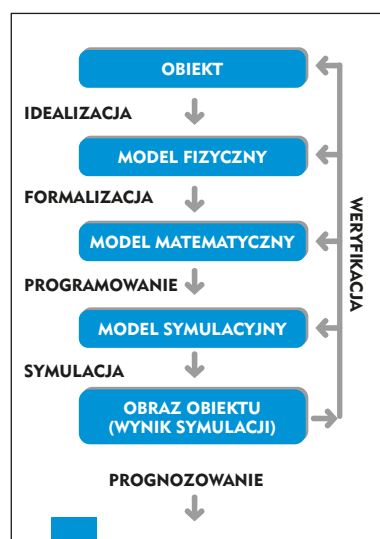 OBIEKT
IDEALIZACJA
MODEL FIZYCZNY
FORMALIZACJA
MODEL MATEMATYCZNY
PROGRAMOWANIE
MODEL SYMULACYJNY
SYMULACJA
OBRAZ OBIEKTU
(WYNIK SYMULACJI)
PROGNOZOWANIE
WERYFIKACJA